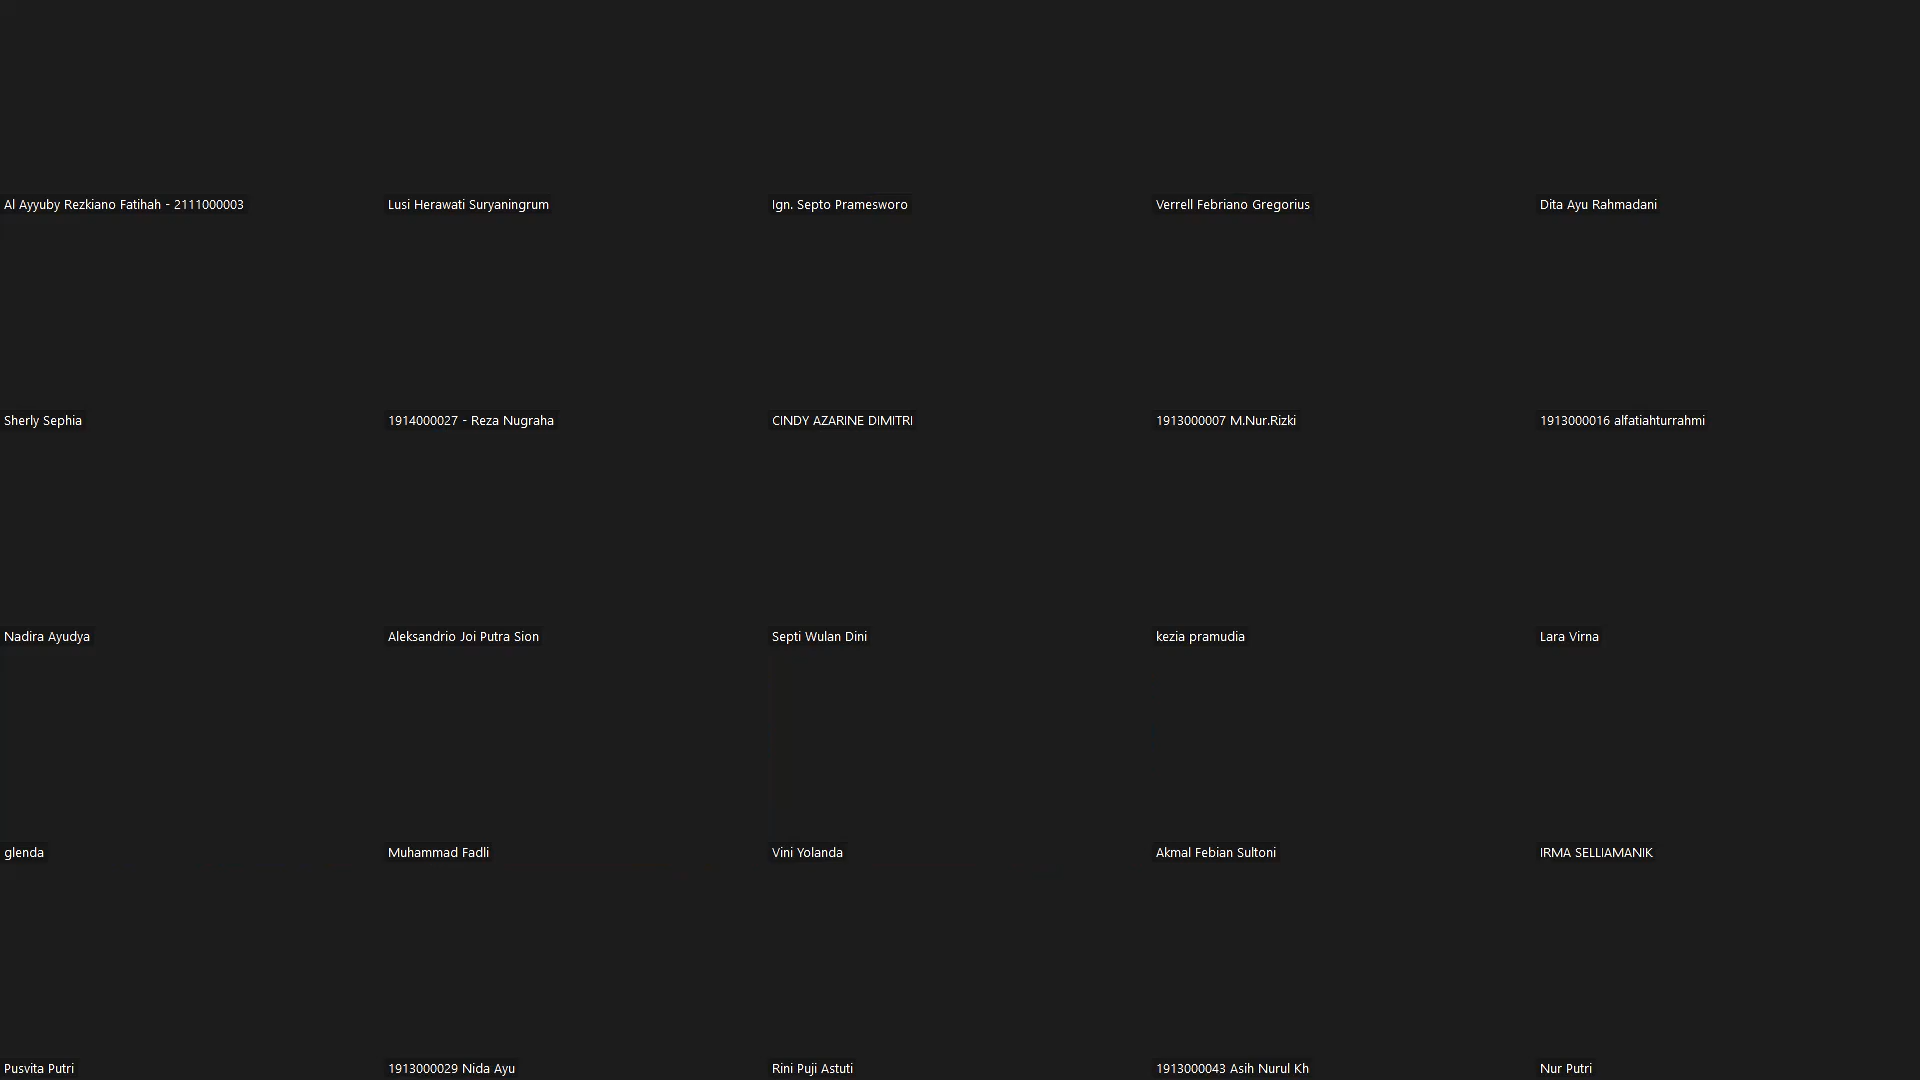 Al Ayyuby Rezkiano Fatihah - 2111000003
Lusi Herawati Suryaningrum
Ign. Septo Pramesworo
Verrell Febriano Gregorius
Dita Ayu Rahmadani
Sherly Sephia
1914000027 - Reza Nugraha
CINDY AZARINE DIMITRI
1913000007 M.Nur.Rizki
1913000016 alfatiahturrahmi
Nadira Ayudya
Aleksandrio Joi Putra Sion
Septi Wulan Dini
kezia pramudia
Lara Virna
glenda
Muhammad Fadli
Vini Yolanda
Akmal Febian Sultoni
IRMA SELLIAMANIK
Pusvita Putri
1913000029 Nida Ayu
Rini Puji Astuti
1913000043 Asih Nurul Kh
Nur Putri